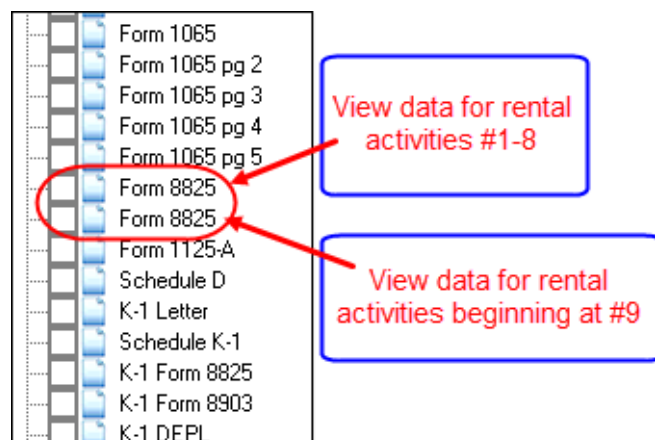 Form 1065
Form 1065 pg 2
Form 1065 pg 3
Form 1065 pg 4
Form 1065 pg 5
Form 8825
Form 8825
Form 1125-A
Schedule D
K-1 Letter
Schedule K-1
K-1 Form 8825
K-1 Form 8903
K-1 DEPL
View data for rental
activities #1-8
View data for rental
activities beginning at #9